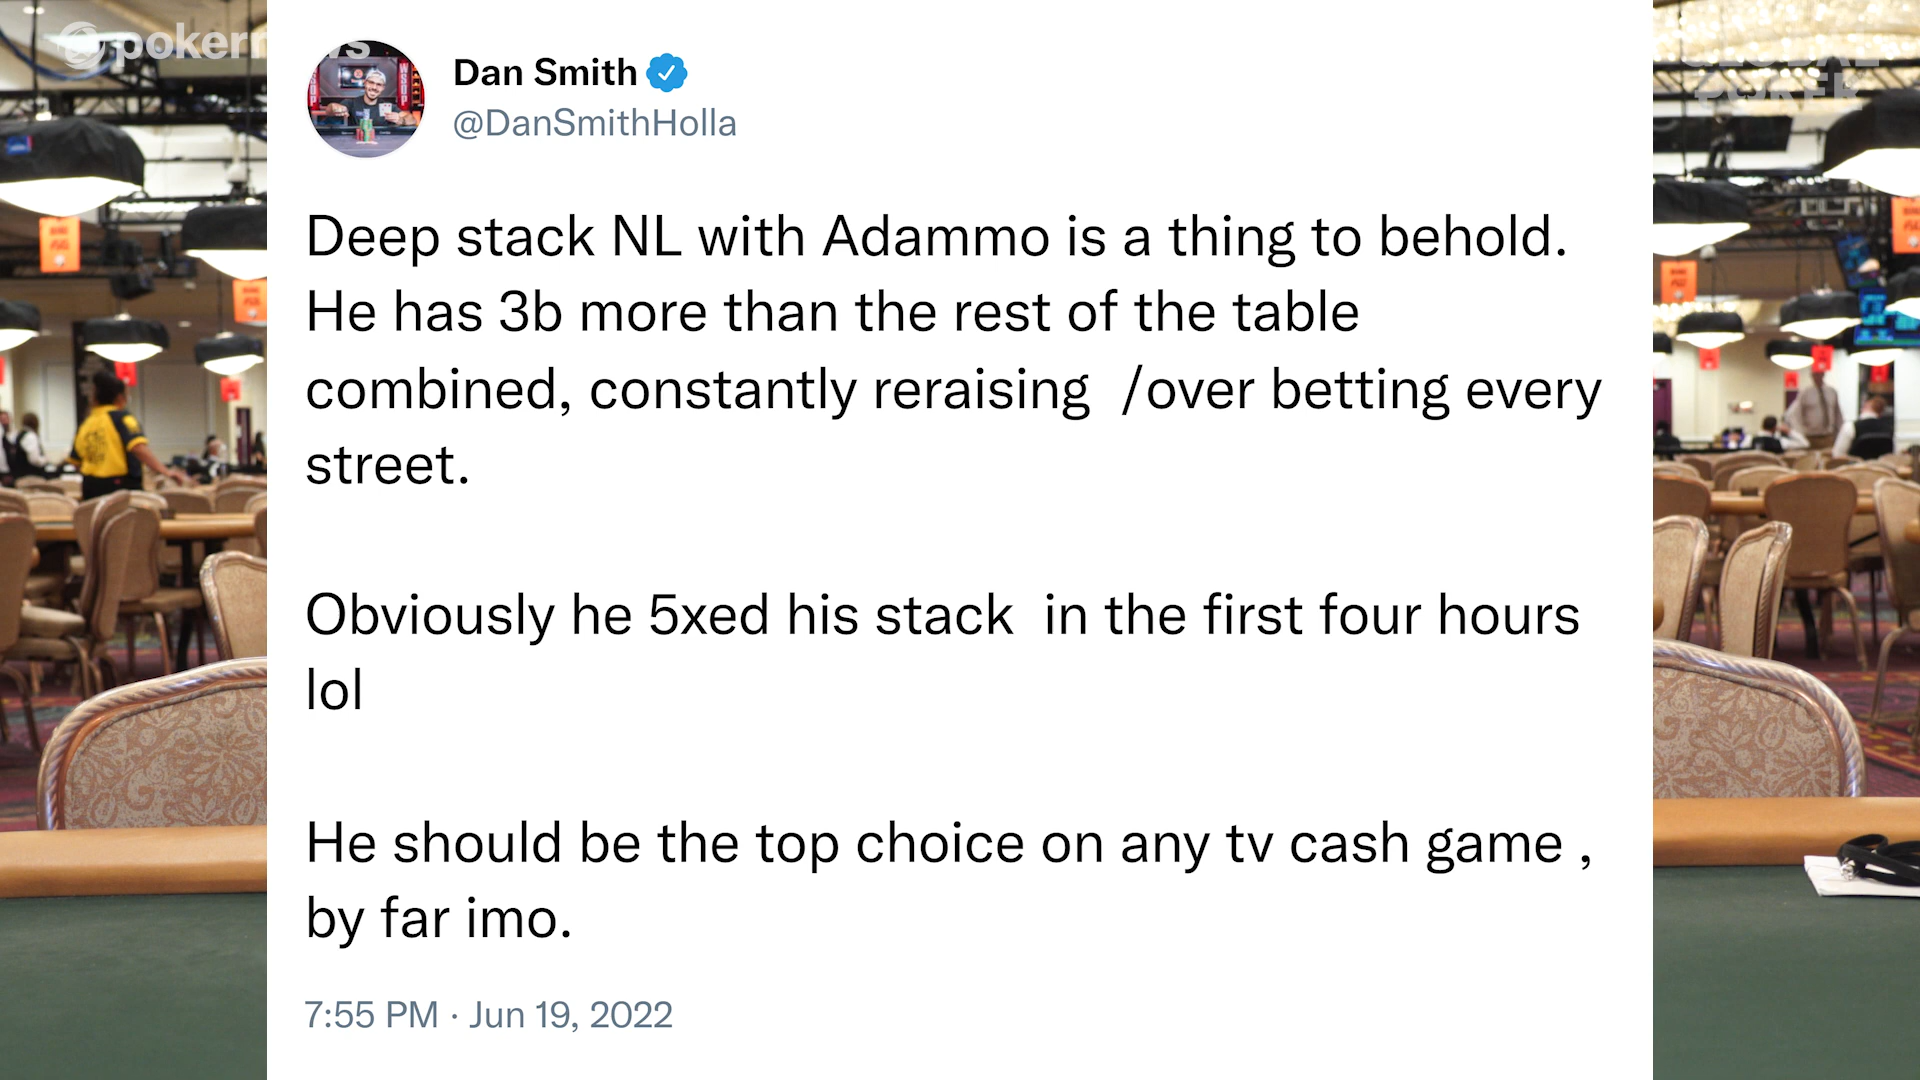 pokernews
GLOBAL
POKER
Dan Smith
@DanSmithHolla
Deep stack NL with Adammo is a thing to behold.
He has 3b more than the rest of the table
combined, constantly reraising  /over betting every
street.
Obviously he 5xed his stack  in the first four hours
lol
He should be the top choice on any tv cash game ,
by far imo.
7:55 PM · Jun 19, 2022